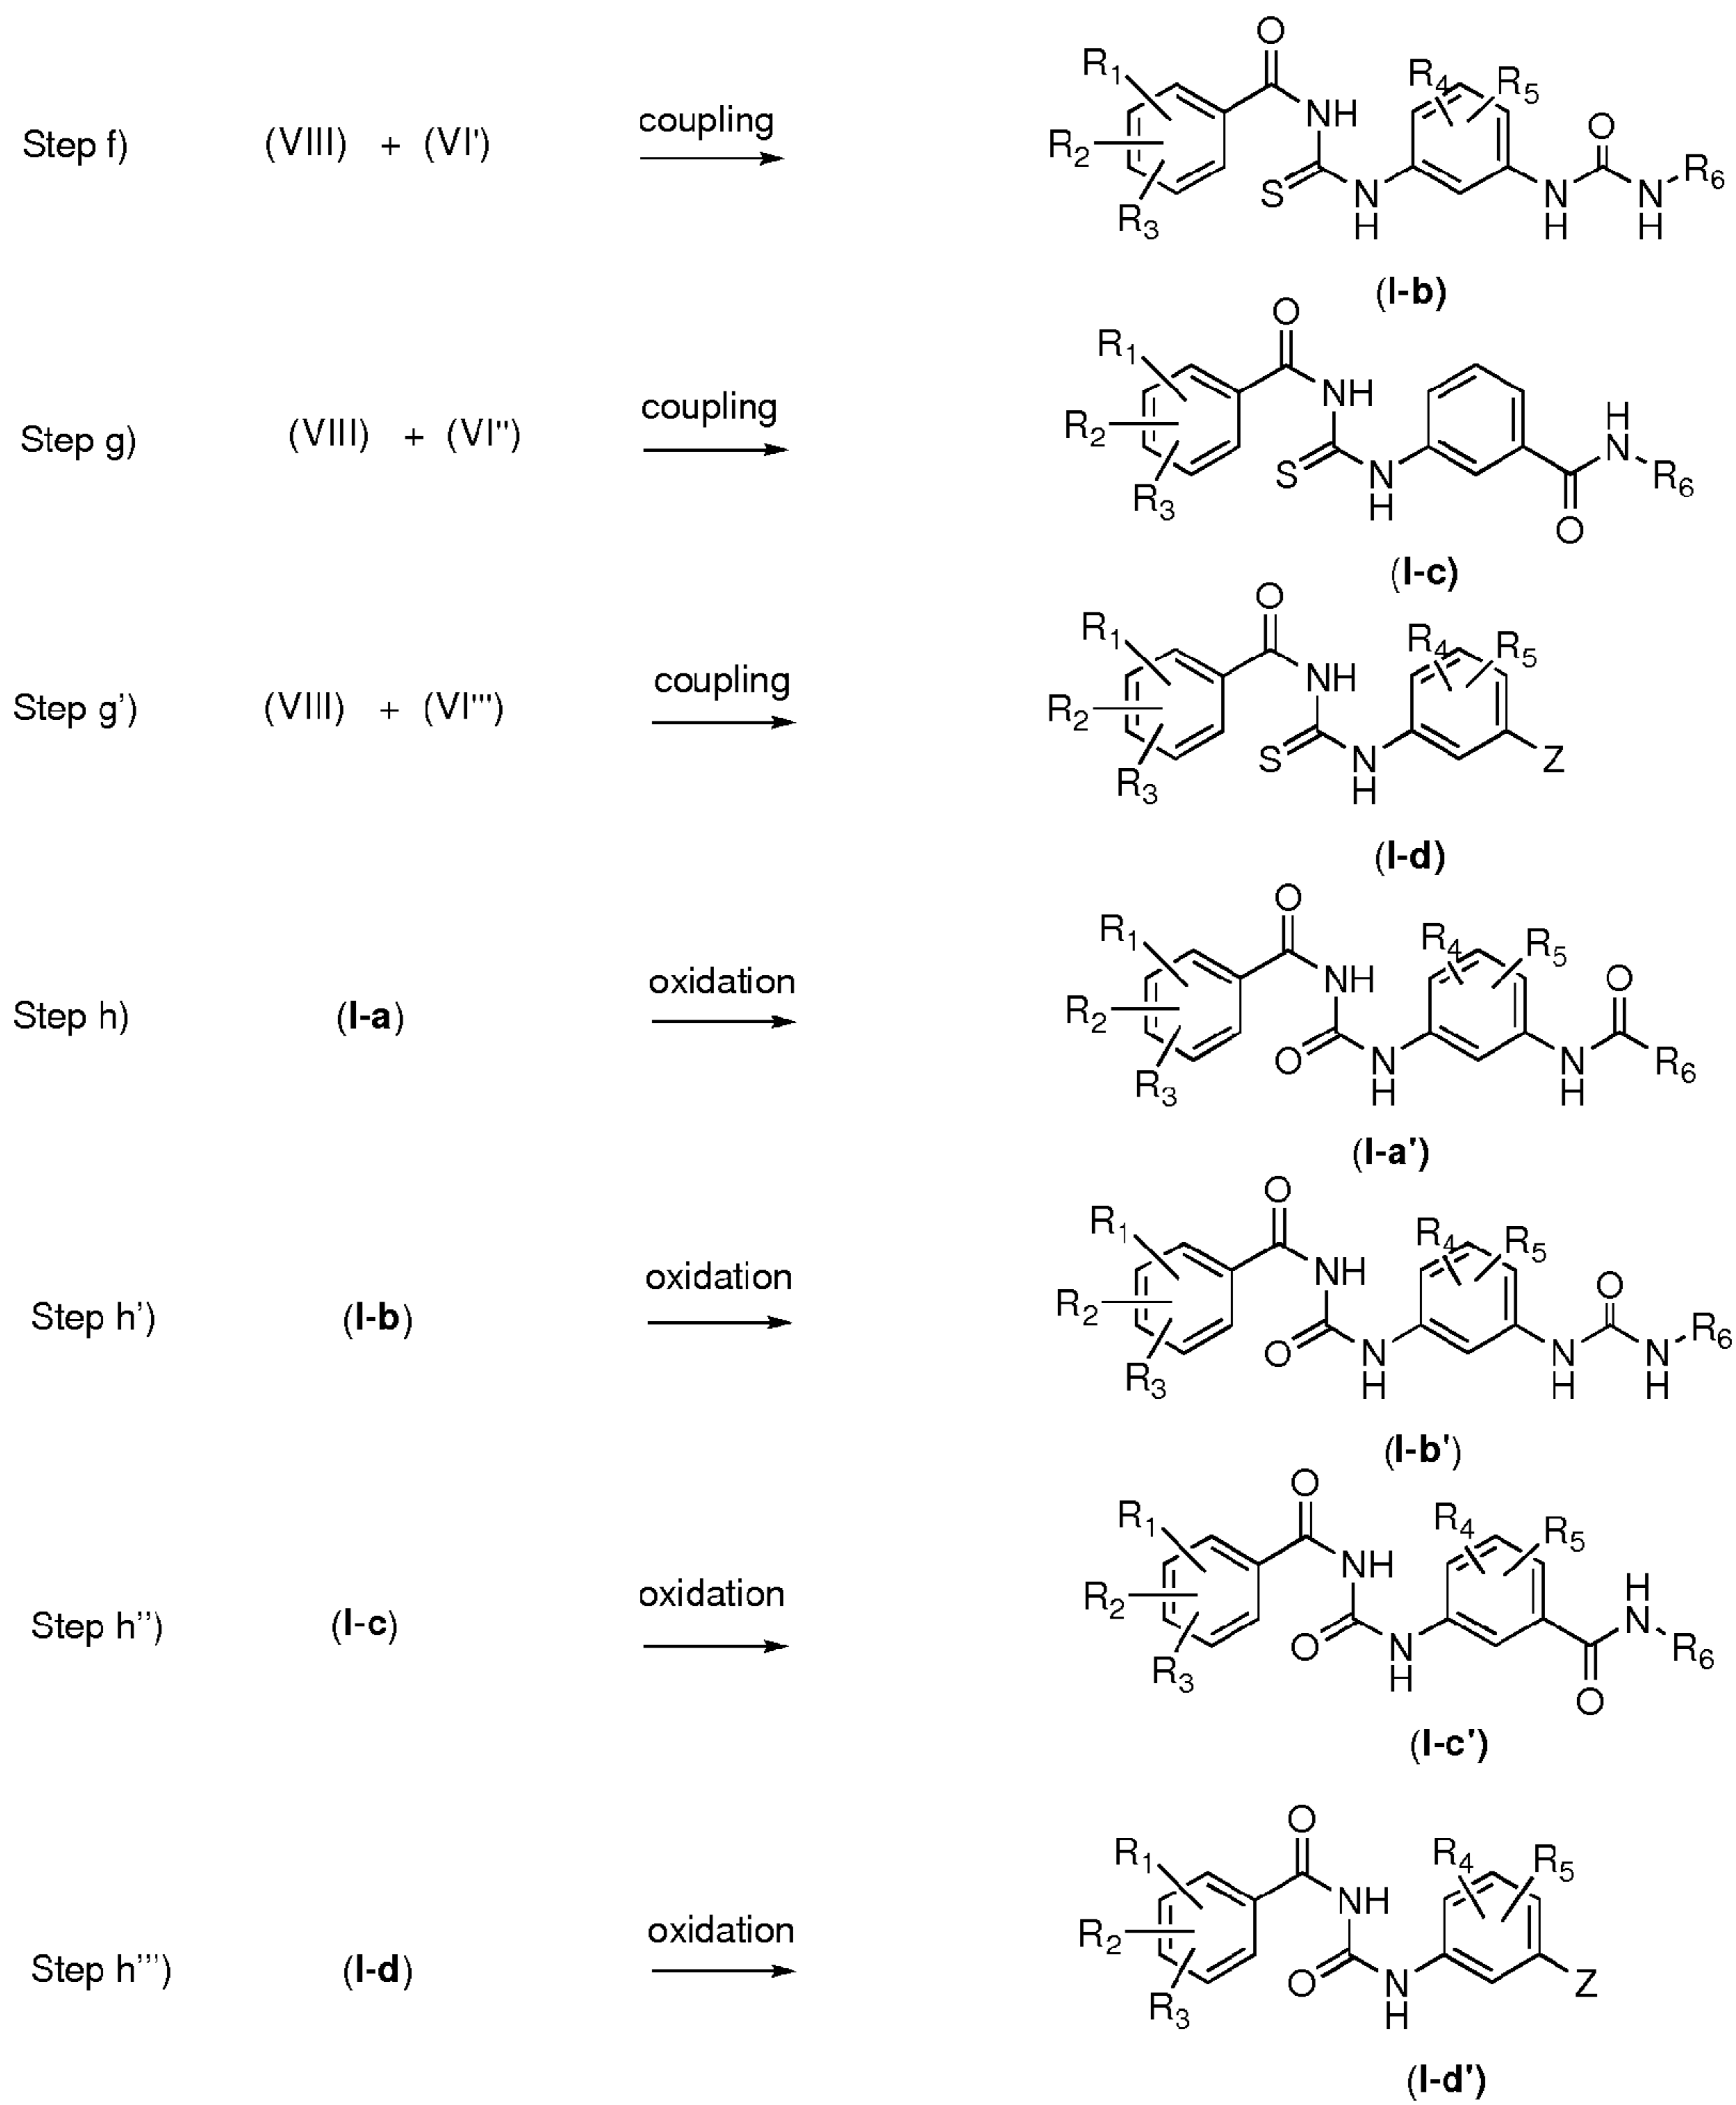 Step f) (VIII) + (VI') coupling
O
R1 NH R4 R5 O
R2 S N H N H N H R6
R3
(I-b)
Step g) (VIII) + (VI'') coupling
O
R1 NH H
R2 S N H N R6
R3 O
(I-c)
Step g’) (VIII) + (VI''') coupling
O
R1 NH R4 R5
R2 S N H Z
R3
(I-d)
Step h) (I-a) oxidation
O
R1 NH R4 R5 O
R2 O N H N H R6
R3
(I-a')
Step h’) (I-b) oxidation
O
R1 NH R4 R5 O
R2 O N H N H N H R6
R3
(I-b')
Step h’’) (I-c) oxidation
O
R1 NH R4 R5 H
R2 O N H N R6
R3 O
(I-c')
Step h’’’) (I-d) oxidation
O
R1 NH R4 R5
R2 O N H Z
R3
(I-d')